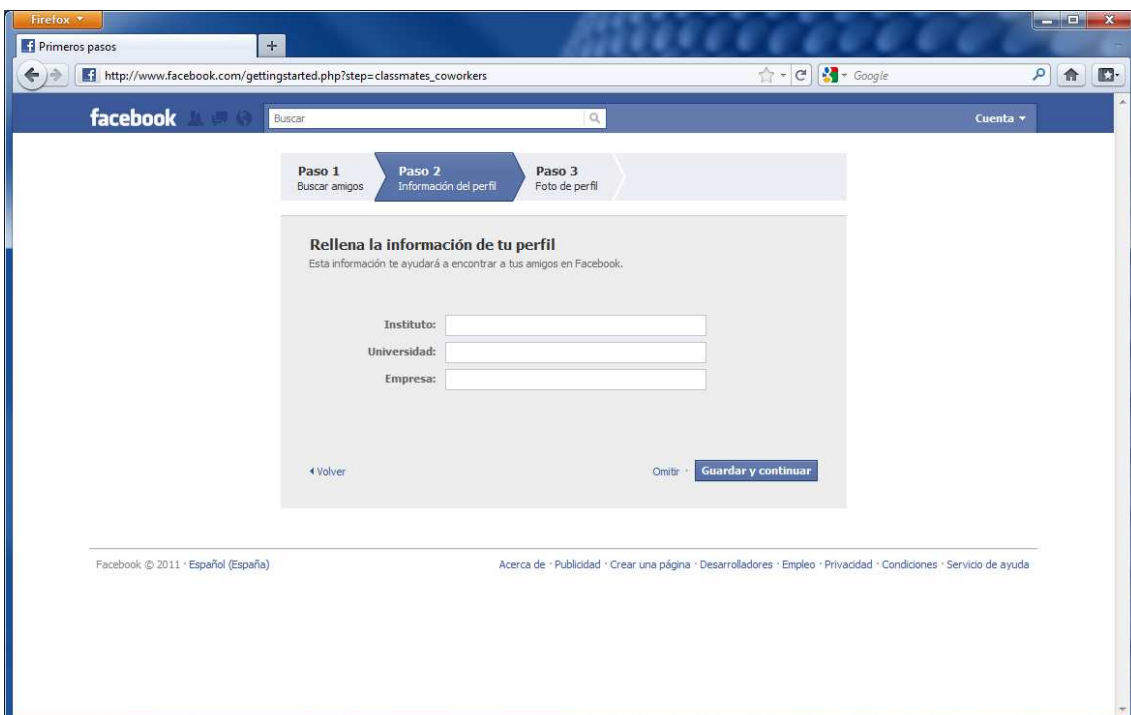 Firefox
Primeros pasos
http://www.facebook.com/gettingstarted.php?step=classmates_coworkers
Google
facebook
Buscar
Cuenta
Paso 1
Buscar amigos
Paso 2
Información del perfil
Paso 3
Foto de perfil
Rellena la información de tu perfil
Esta información te ayudará a encontrar a tus amigos en Facebook.
Instituto:
Universidad:
Empresa:
Volver
Omitir · Guardar y continuar
Facebook © 2011 · Español (España)
Acerca de · Publicidad · Crear una página · Desarrolladores · Empleo · Privacidad · Condiciones · Servicio de ayuda